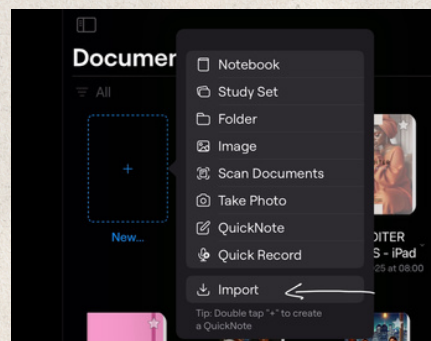 Documen
All
Notebook
Study Set
Folder
Image
Scan Documents
Take Photo
QuickNote
Quick Record
Import
Tip: Double tap "+" to create
a QuickNote
New...
DITER
S - iPad
25 at 08:00